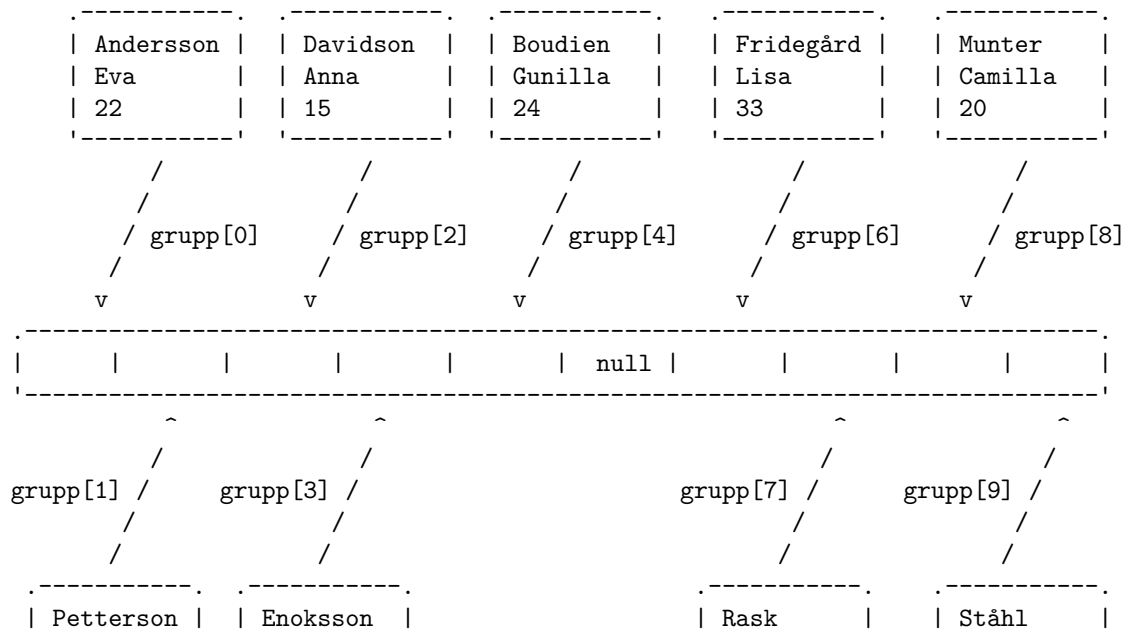 Andersson Davidson Boudien Fridegård Munter
Eva Anna Gunilla Lisa Camilla
22 15 24 33 20
grupp[0] grupp[2] grupp[4] grupp[6] grupp[8]
null
grupp[1] grupp[3] grupp[7] grupp[9]
Petterson Enoksson Rask Ståhl